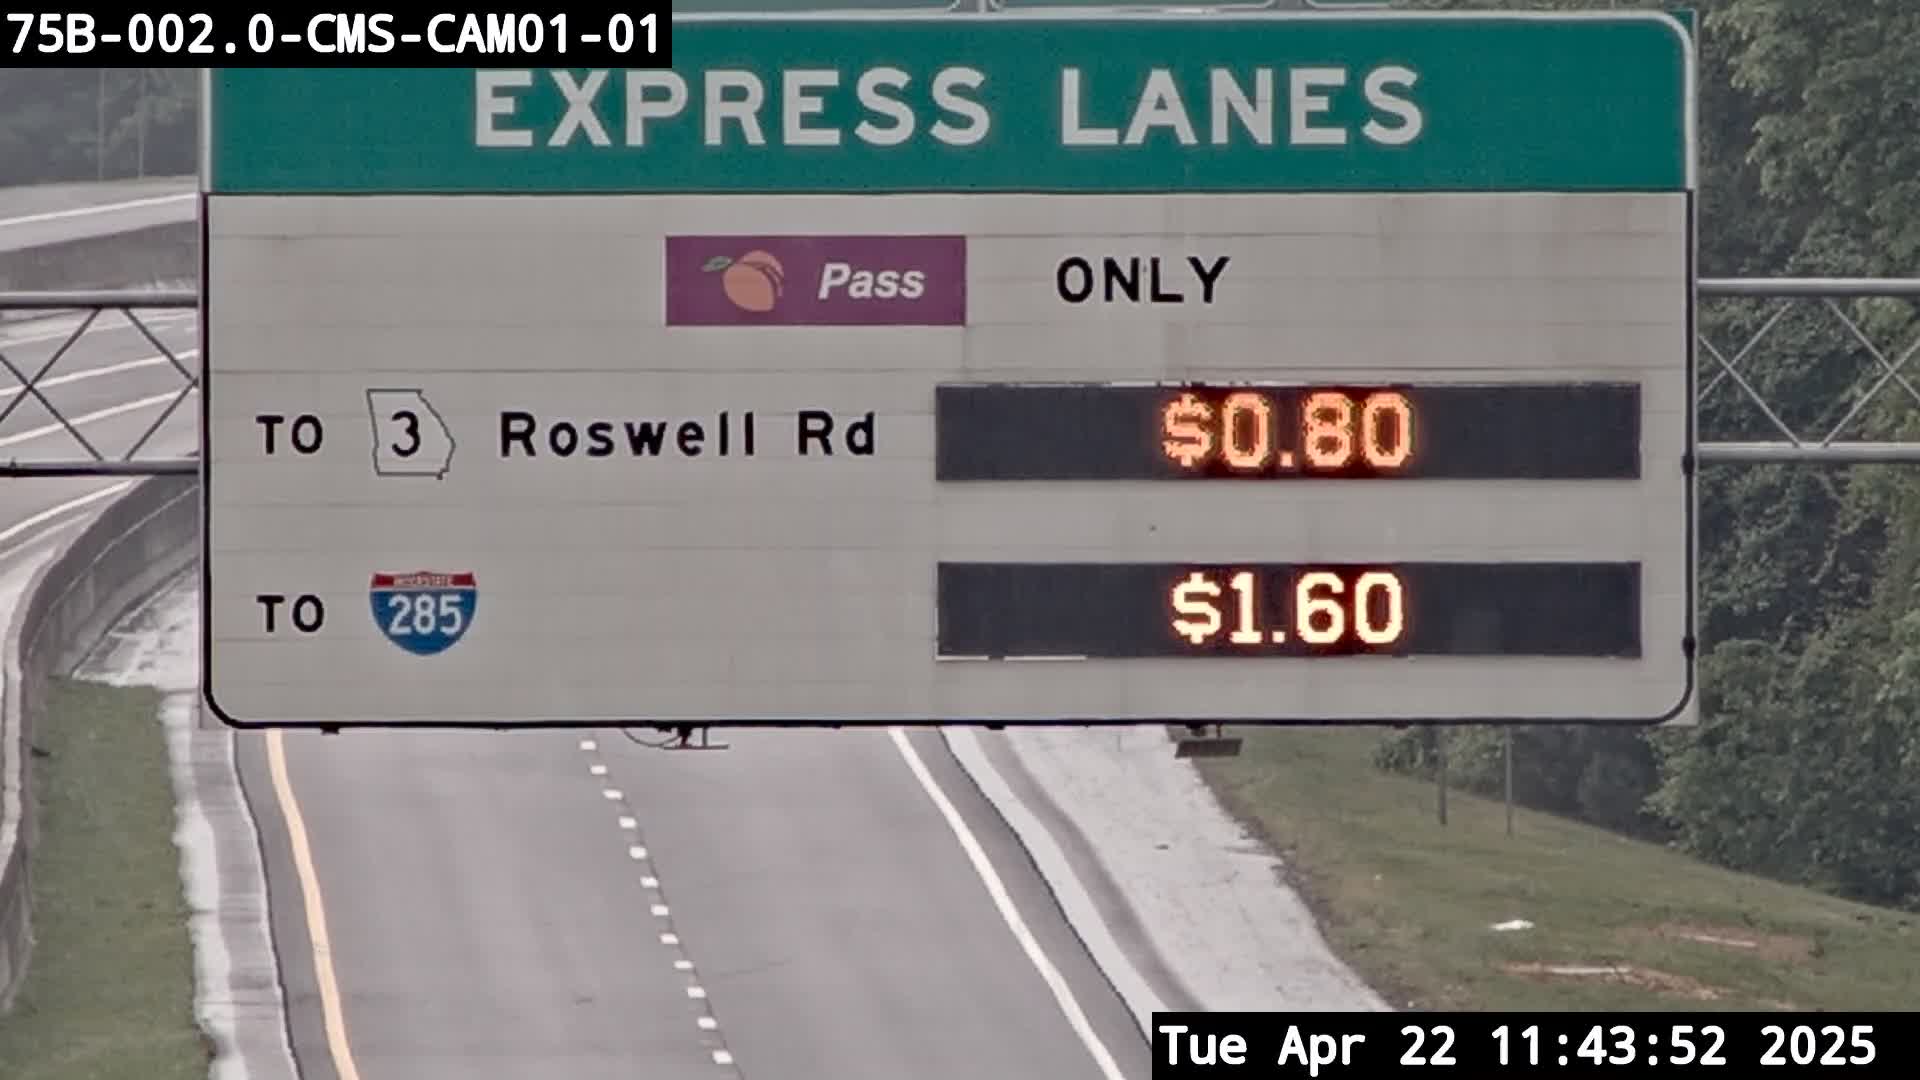 75B-002.0-CMS-CAM01-01
EXPRESS LANES
Pass ONLY
TO 3 Roswell Rd $0.80
TO INTERSTATE 285 $1.60
Tue Apr 22 11:43:52 2025